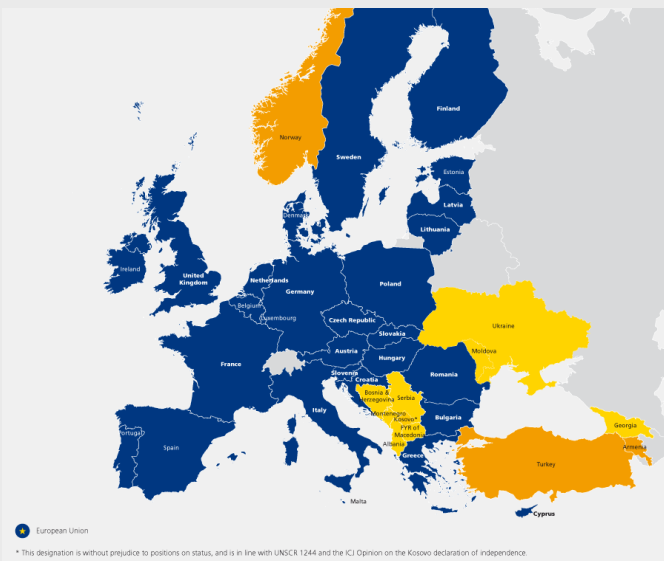 Finland
Norway
Sweden
Estonia
Latvia
Denmark
Lithuania
Ireland
United
Kingdom
Netherlands
Germany
Poland
Belgium
Luxembourg
Czech Republic
Ukraine
Slovakia
Austria
Moldova
Hungary
France
Slovenia
Romania
Croatia
Bosnia &
Herzegovina
Serbia
Italy
Montenegro
Bulgaria
Kosovo*
Georgia
FYR of
Macedonia
Portugal
Albania
Armenia
Spain
Greece
Turkey
Malta
Cyprus
European Union
* This designation is without prejudice to positions on status, and is in line with UNSCR 1244 and the ICJ Opinion on the Kosovo declaration of independence.